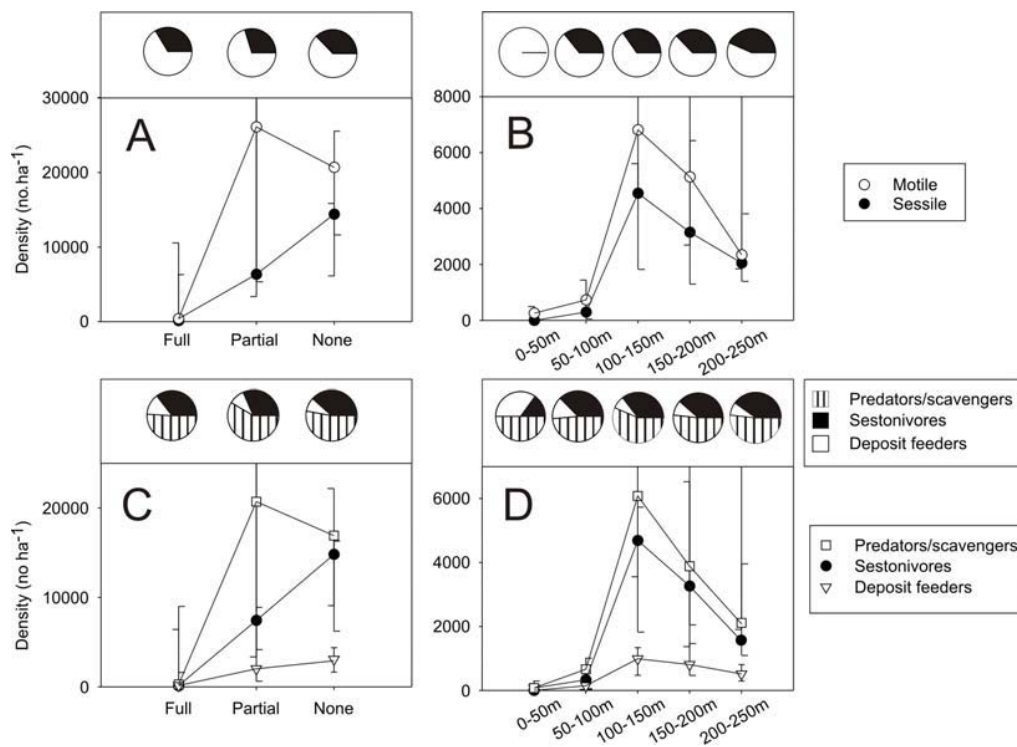 30000
20000
10000
0
Density (no.ha⁻¹)
A
Full Partial None
8000
6000
4000
2000
0
B
0-50m 50-100m 100-150m 150-200m 200-250m
Motile
Sessile
20000
10000
0
Density (no ha⁻¹)
C
Full Partial None
6000
4000
2000
0
D
0-50m 50-100m 100-150m 150-200m 200-250m
Predators/scavengers
Sestonivores
Deposit feeders
Predators/scavengers
Sestonivores
Deposit feeders